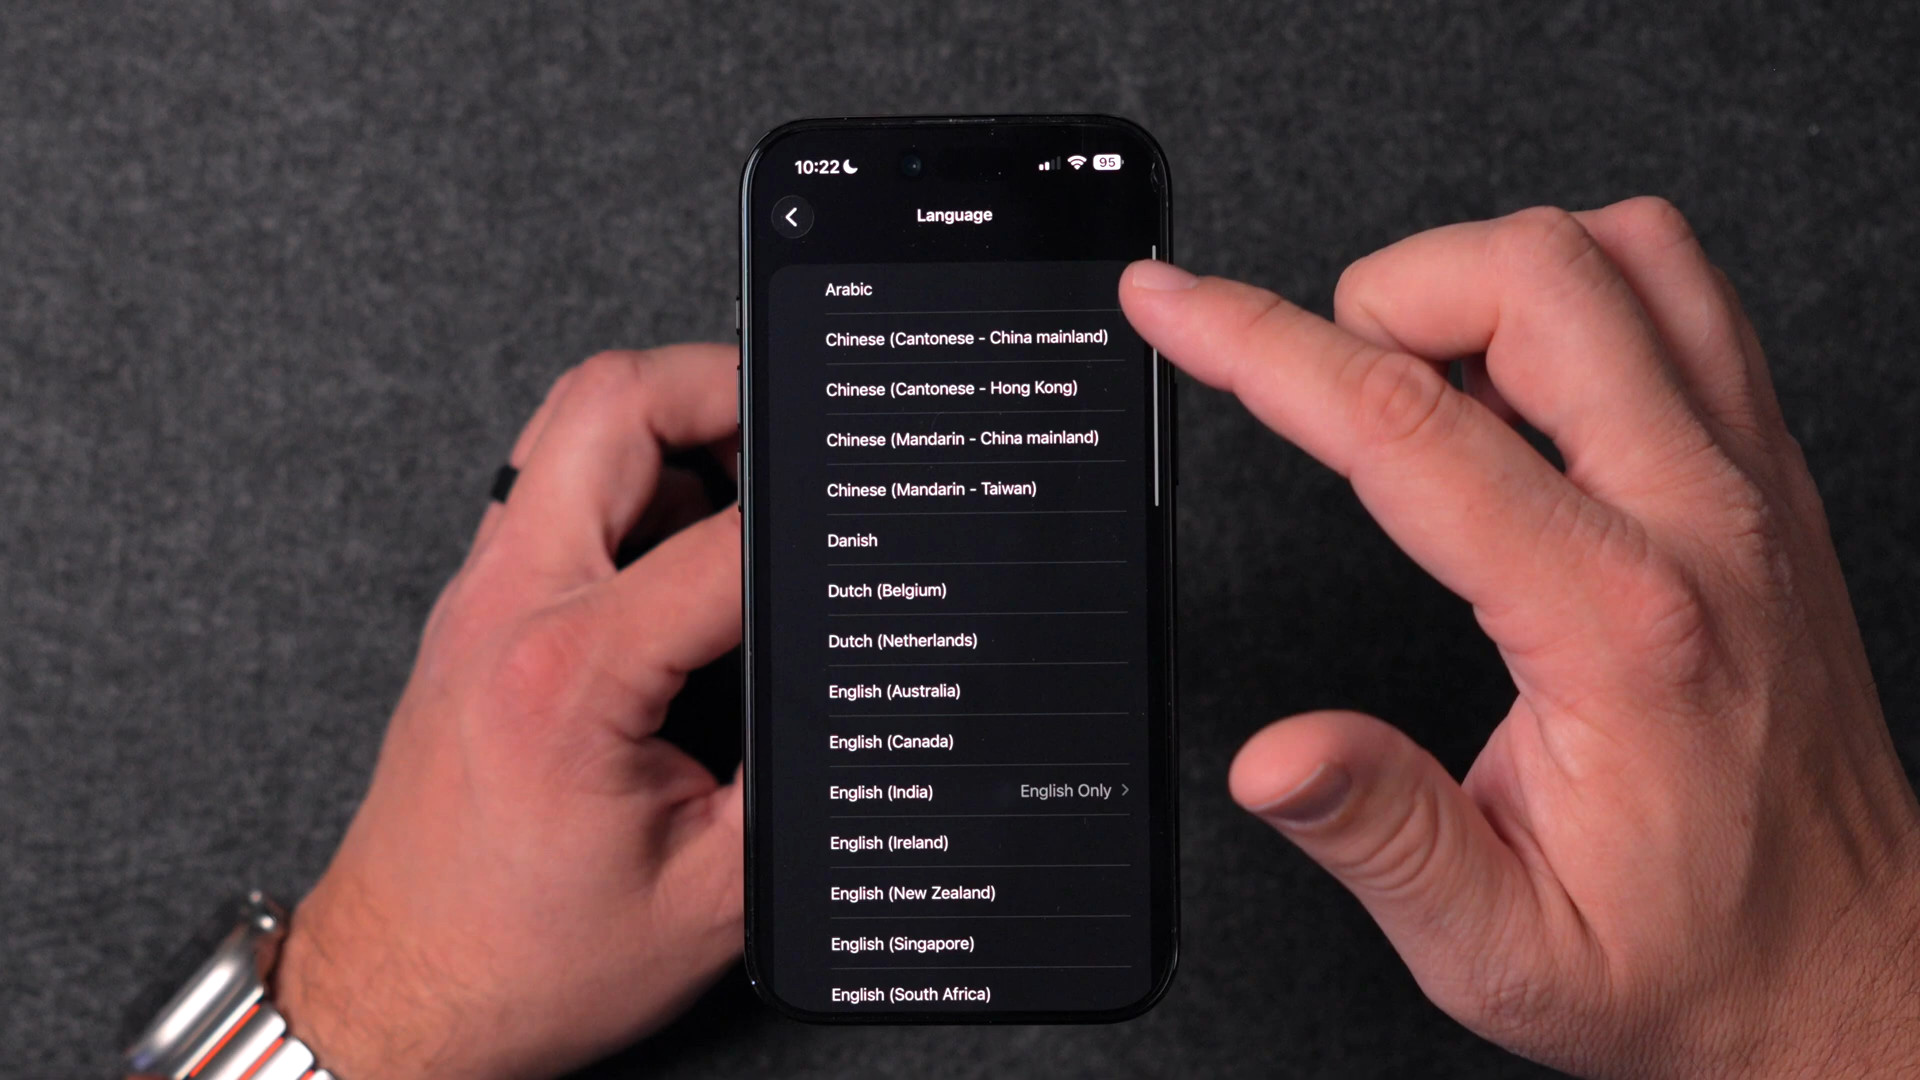 10:22
95
Language
Arabic
Chinese (Cantonese - China mainland)
Chinese (Cantonese - Hong Kong)
Chinese (Mandarin - China mainland)
Chinese (Mandarin - Taiwan)
Danish
Dutch (Belgium)
Dutch (Netherlands)
English (Australia)
English (Canada)
English (India) English Only
English (Ireland)
English (New Zealand)
English (Singapore)
English (South Africa)